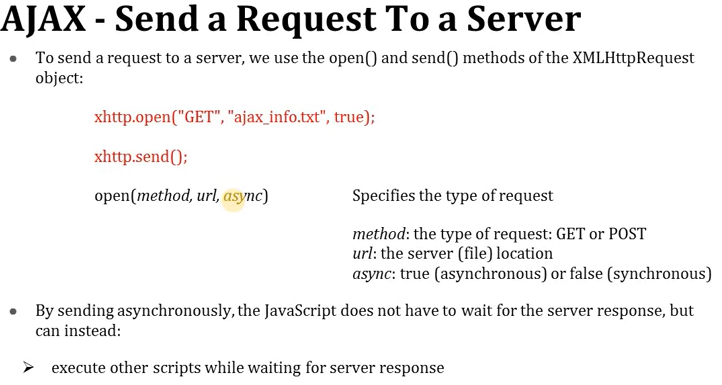 AJAX - Send a Request To a Server
• To send a request to a server, we use the open() and send() methods of the XMLHttpRequest
object:
xhttp.open("GET", "ajax_info.txt", true);
xhttp.send();
open(method, url, async) Specifies the type of request
method: the type of request: GET or POST
url: the server (file) location
async: true (asynchronous) or false (synchronous)
• By sending asynchronously, the JavaScript does not have to wait for the server response, but
can instead:
➢ execute other scripts while waiting for server response